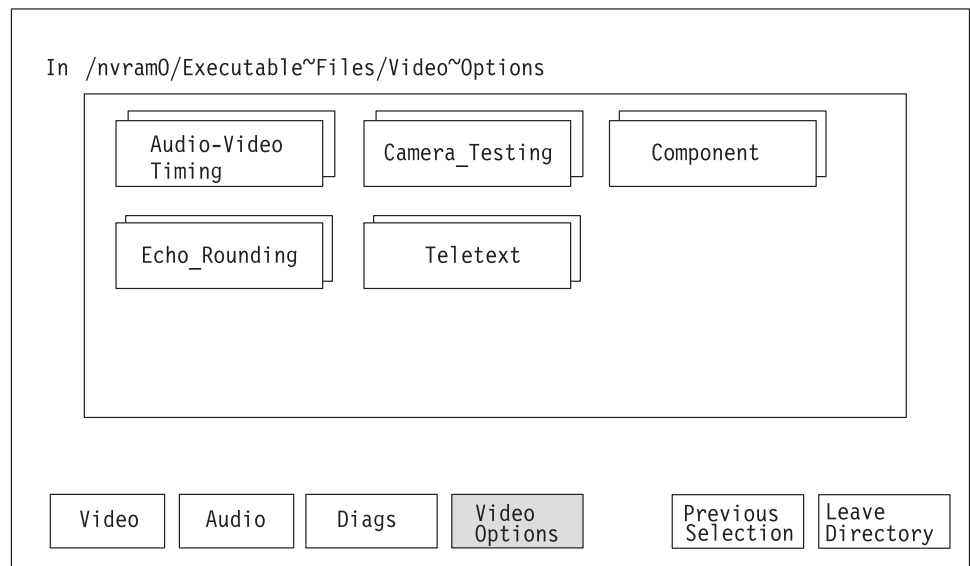 In /nvram0/Executable~Files/Video~Options
Audio-Video
Timing
Camera_Testing
Component
Echo_Rounding
Teletext
Video
Audio
Diags
Video
Options
Previous
Selection
Leave
Directory